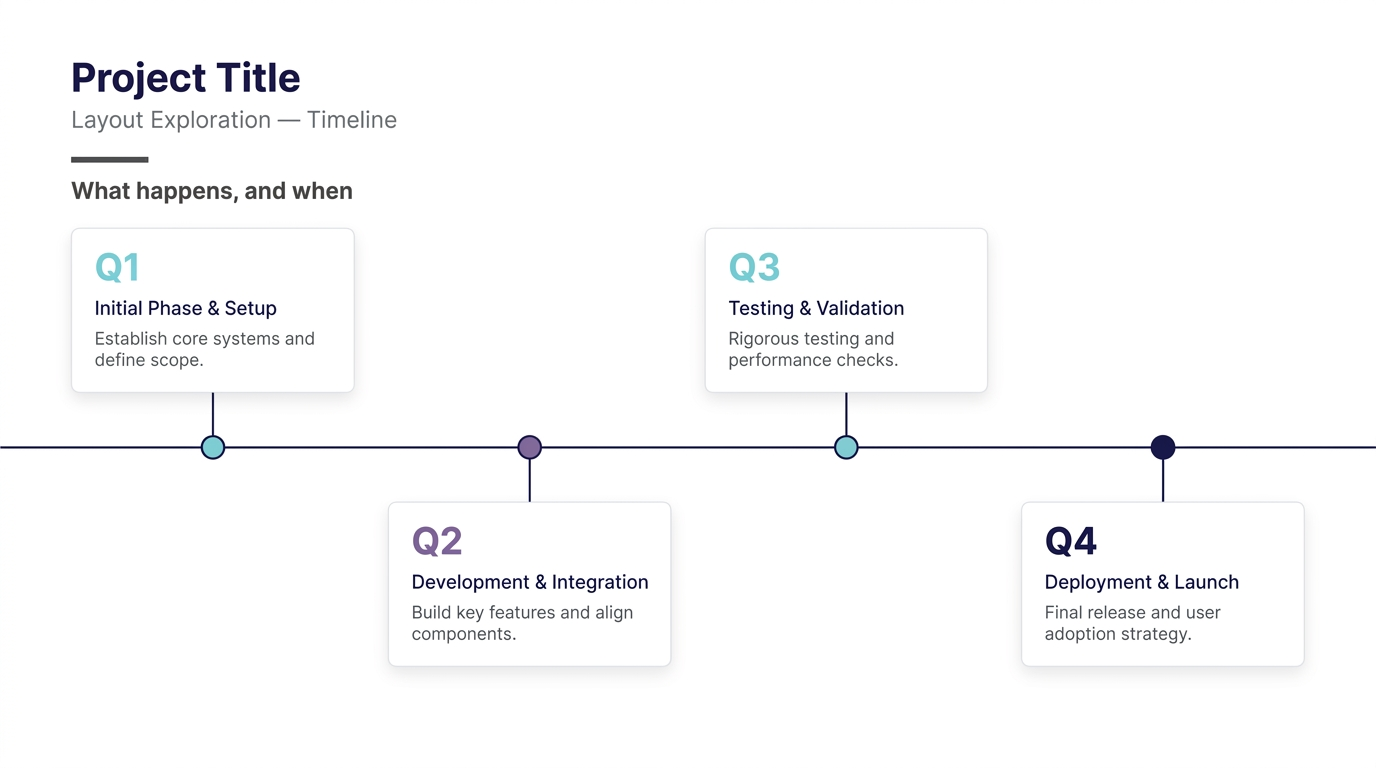 Project Title
Layout Exploration — Timeline
What happens, and when
Q1
Initial Phase & Setup
Establish core systems and
define scope.
Q2
Development & Integration
Build key features and align
components.
Q3
Testing & Validation
Rigorous testing and
performance checks.
Q4
Deployment & Launch
Final release and user
adoption strategy.